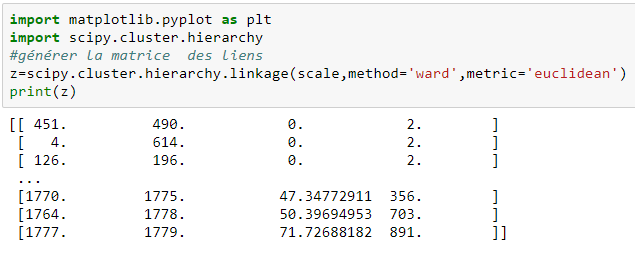 import matplotlib.pyplot as plt
import scipy.cluster.hierarchy
#générer la matrice  des liens
z=scipy.cluster.hierarchy.linkage(scale,method='ward',metric='euclidean')
print(z)
[[ 451.          490.            0.            2.        ]
[   4.          614.            0.            2.        ]
[ 126.          196.            0.            2.        ]
...
[1770.         1775.           47.34772911  356.        ]
[1764.         1778.           50.39694953  703.        ]
[1777.         1779.           71.72688182  891.        ]]